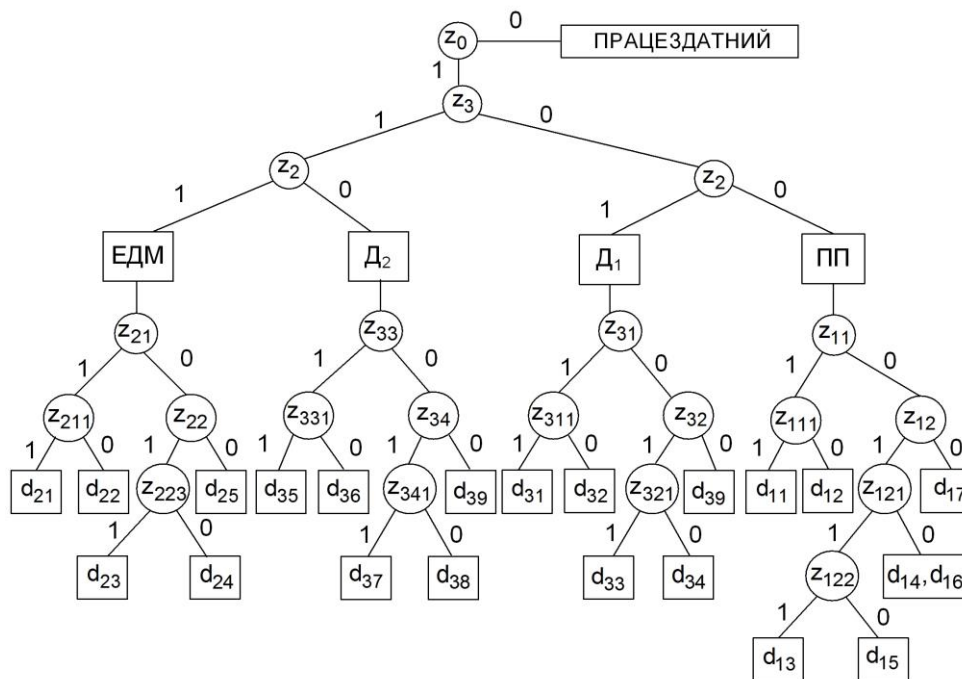 0
z0 ПРАЦЕЗДАТНИЙ
1
z3
1 0
z2 z2
1 0 1 0
ЕДМ Д2 Д1 ПП
z21 z33 z31 z11
1 0 1 0 1 0 1 0
z211 z22 z331 z34 z311 z32 z111 z12
1 0 1 0 1 0 1 0 1 0 1 0 1 0 1 0
d21 d22 z223 d25 d35 d36 z341 d39 d31 d32 z321 d39 d11 d12 z121 d17
1 0 1 0 1 0 1 0
d23 d24 d37 d38 d33 d34 z122 d14, d16
1 0
d13 d15